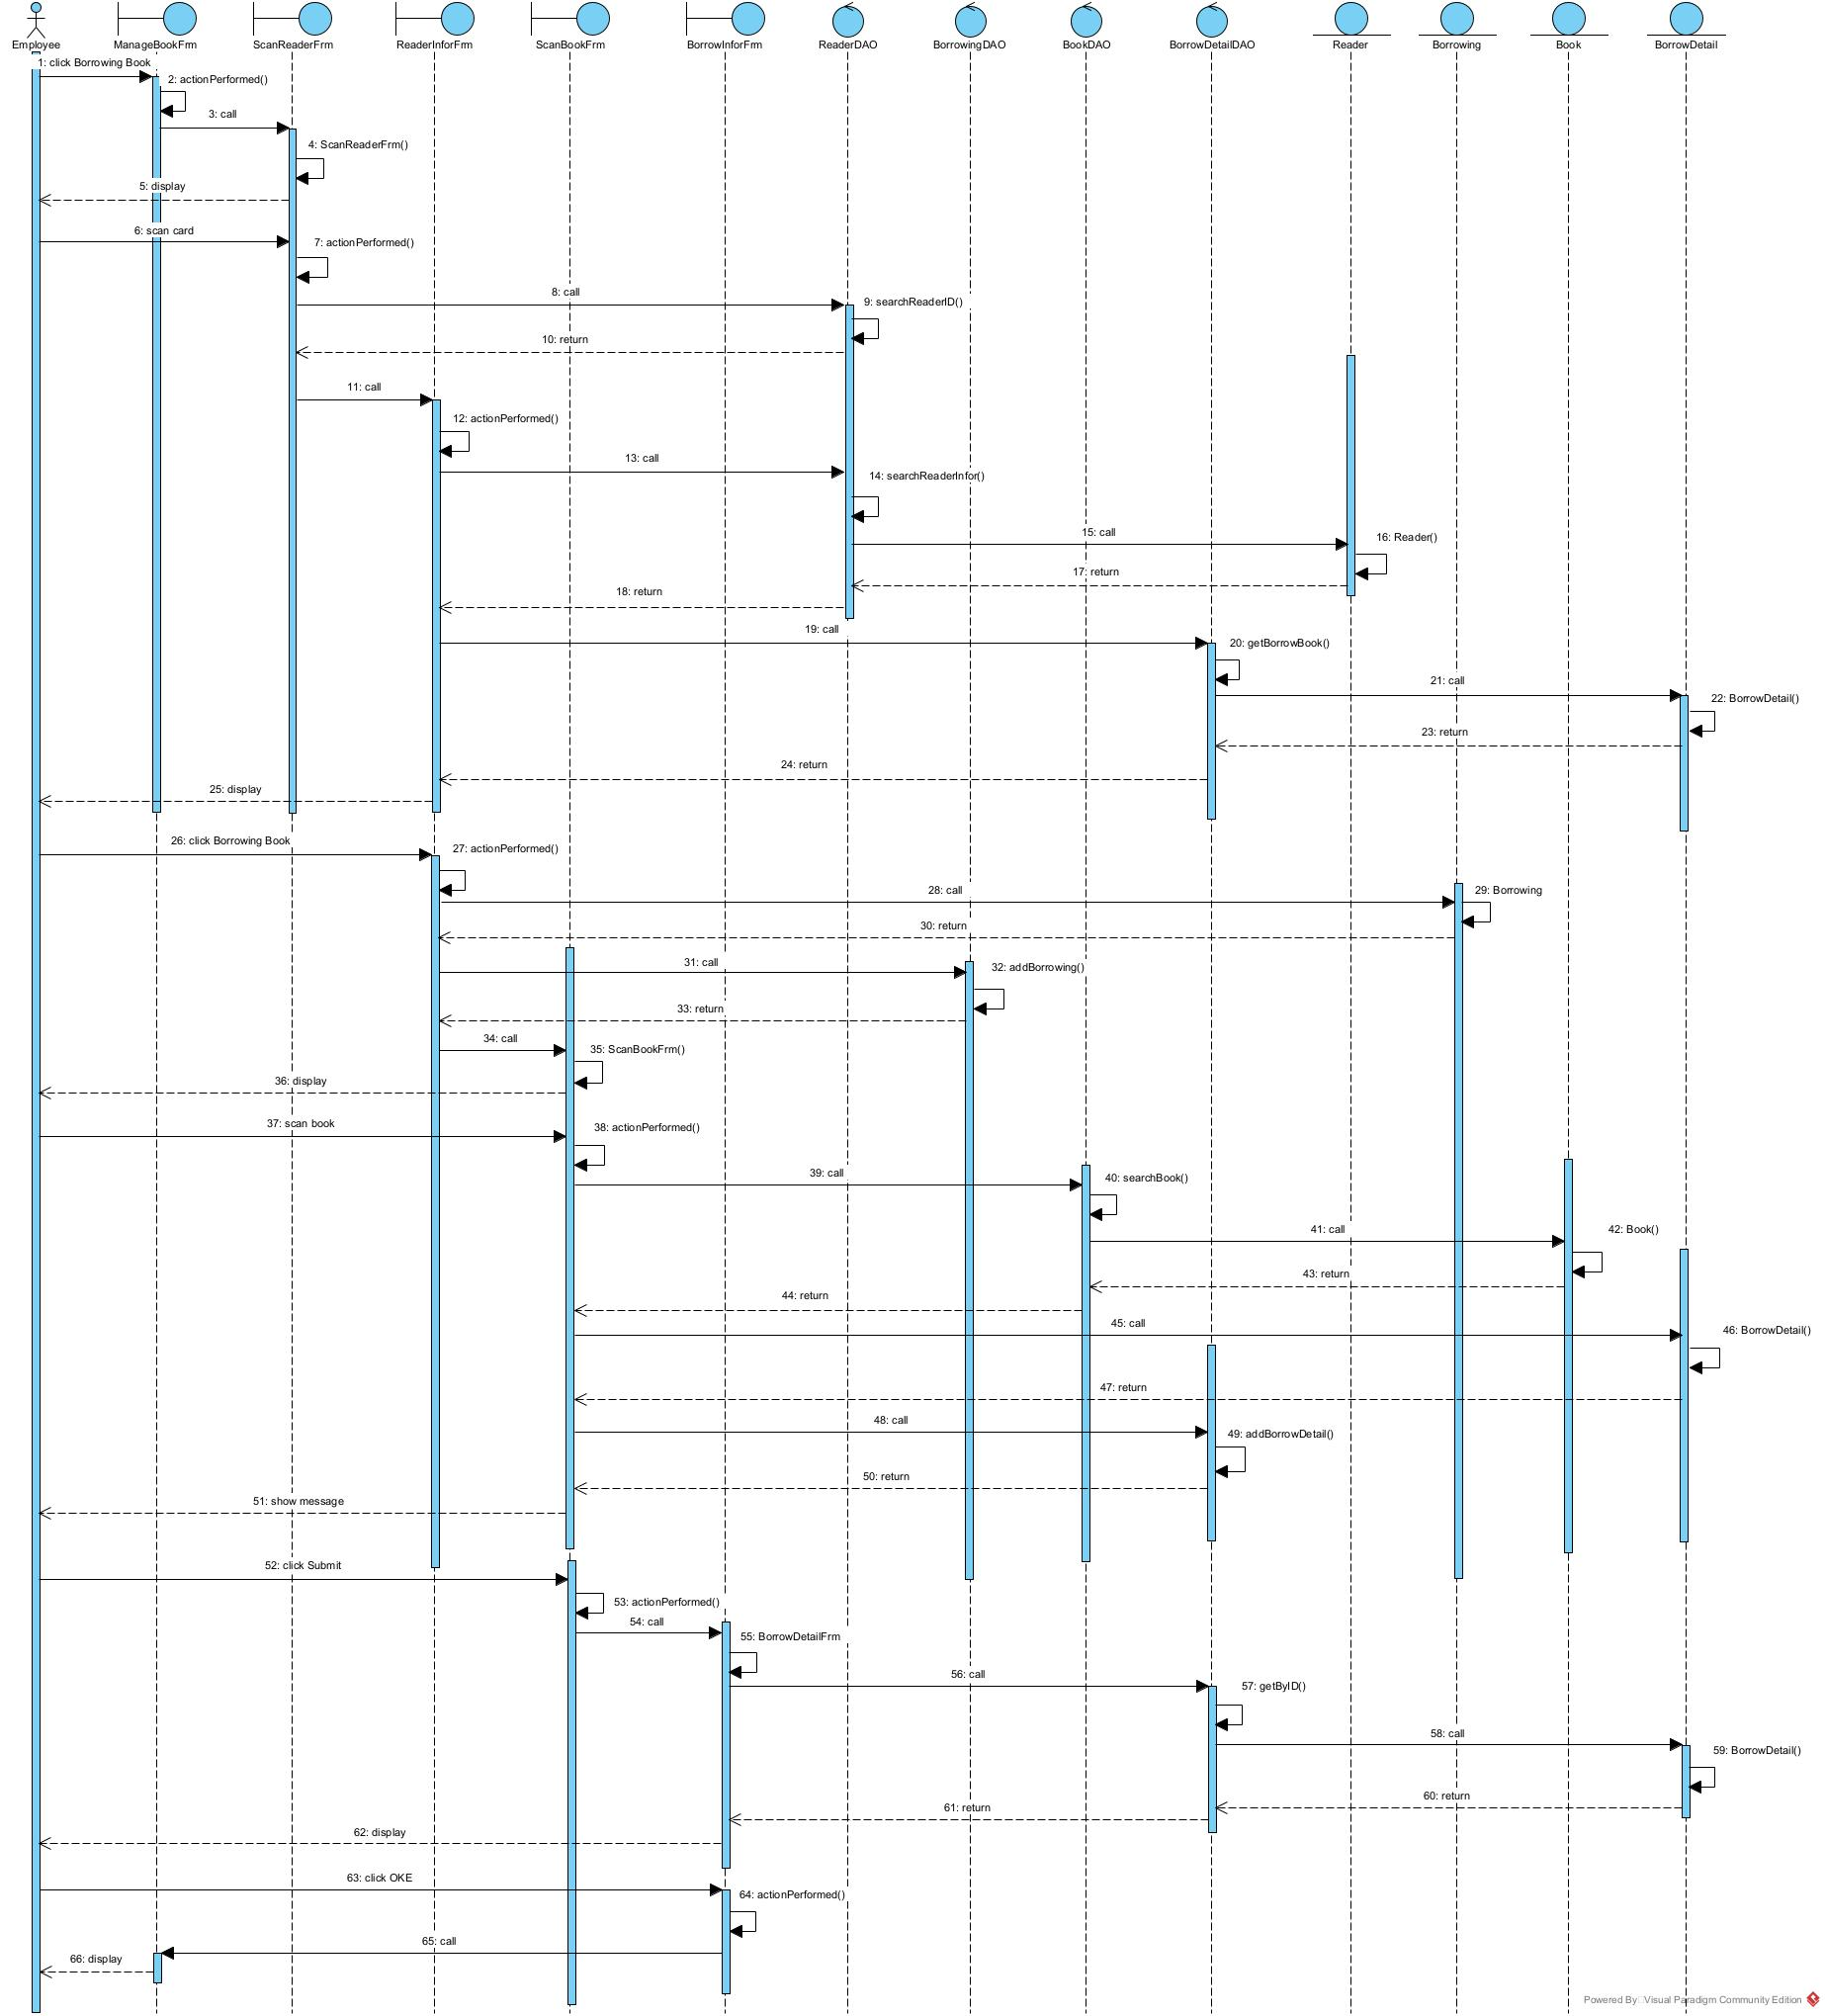 Employee
ManageBookFrm
ScanReaderFrm
ReaderInforFrm
ScanBookFrm
BorrowInforFrm
ReaderDAO
BorrowingDAO
BookDAO
BorrowDetailDAO
Reader
Borrowing
Book
BorrowDetail
1: click Borrowing Book
2: actionPerformed()
3: call
4: ScanReaderFrm()
5: display
6: scan card
7: actionPerformed()
8: call
9: searchReaderID()
10: return
11: call
12: actionPerformed()
13: call
14: searchReaderInfor()
15: call
16: Reader()
17: return
18: return
19: call
20: getBorrowBook()
21: call
22: BorrowDetail()
23: return
24: return
25: display
26: click Borrowing Book
27: actionPerformed()
28: call
29: Borrowing
30: return
31: call
32: addBorrowing()
33: return
34: call
35: ScanBookFrm()
36: display
37: scan book
38: actionPerformed()
39: call
40: searchBook()
41: call
42: Book()
43: return
44: return
45: call
46: BorrowDetail()
47: return
48: call
49: addBorrowDetail()
50: return
51: show message
52: click Submit
53: actionPerformed()
54: call
55: BorrowDetailFrm
56: call
57: getByID()
58: call
59: BorrowDetail()
60: return
61: return
62: display
63: click OKE
64: actionPerformed()
65: call
66: display
Powered By Visual Paradigm Community Edition